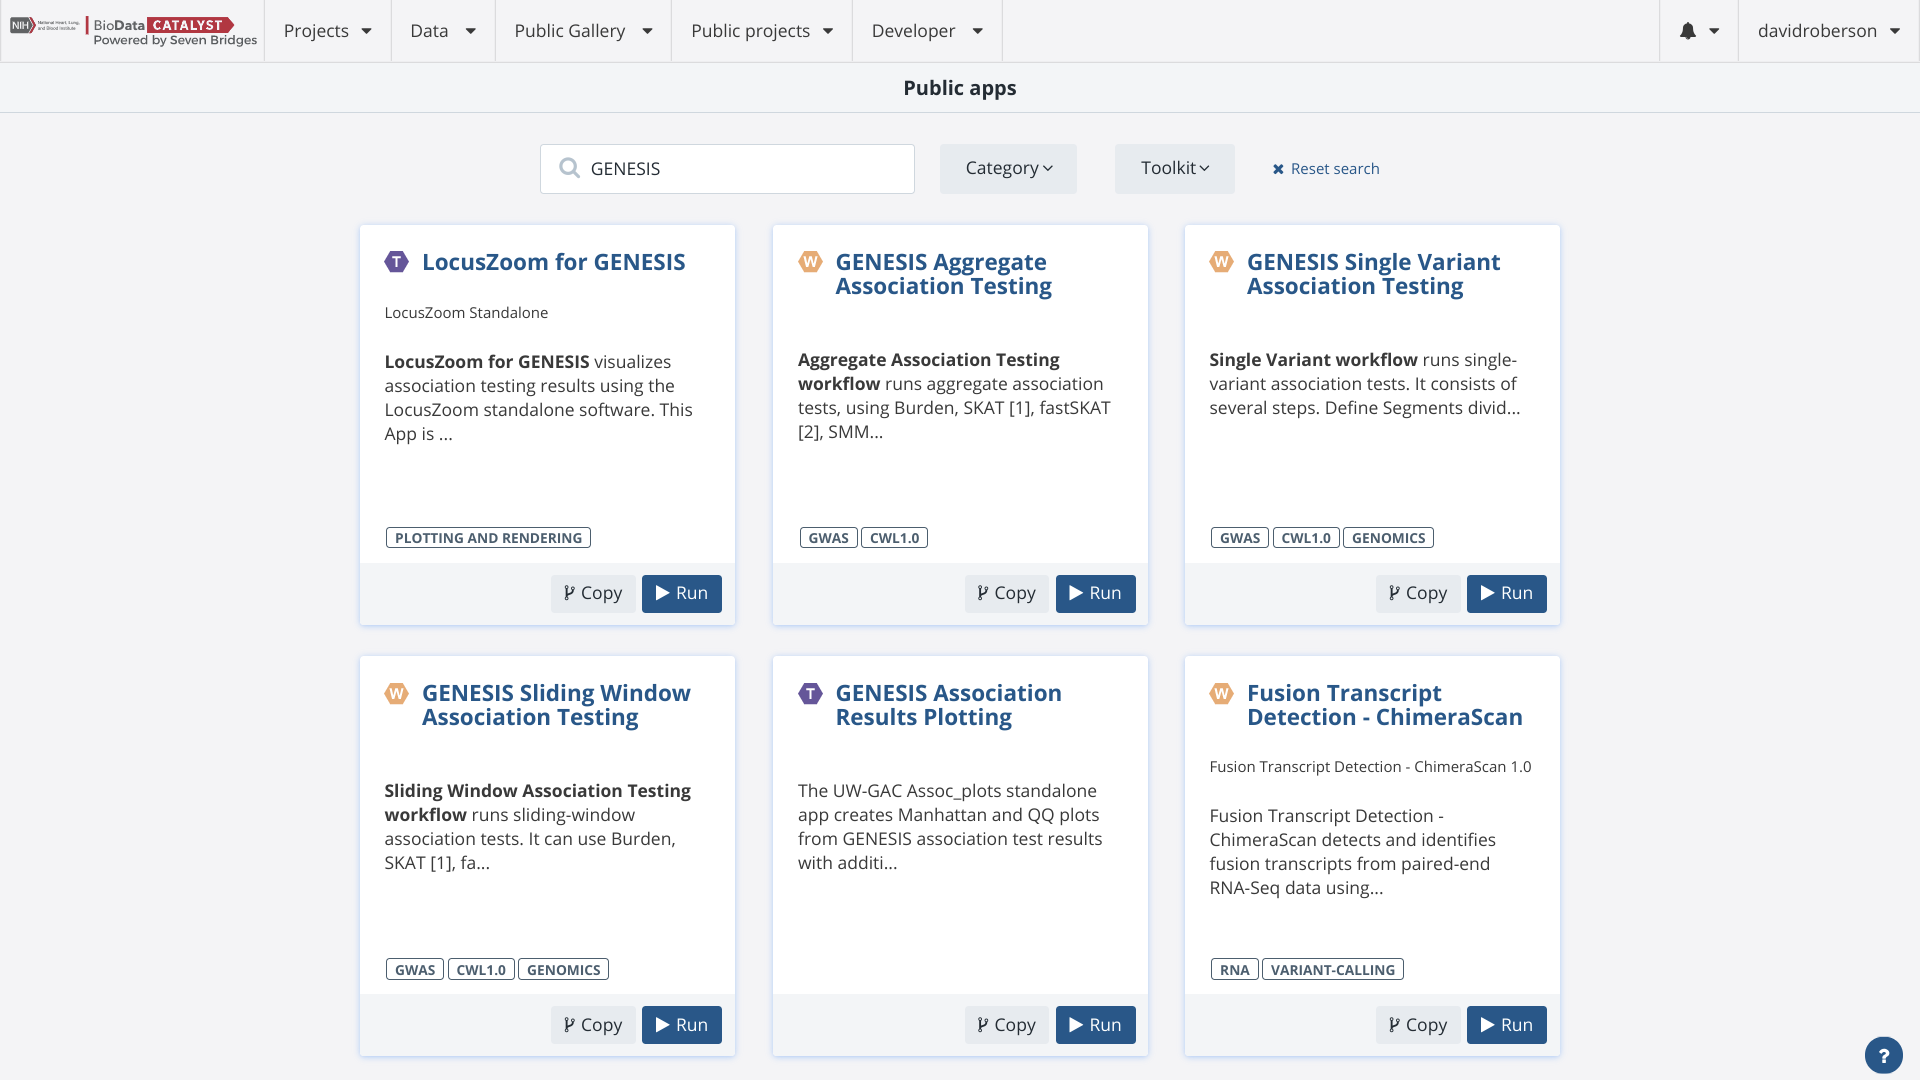 NIH National Heart, Lung, and Blood Institute BioData CATALYST
Powered by Seven Bridges
Projects Data Public Gallery Public projects Developer davidroberson
Public apps
GENESIS Category Toolkit Reset search
T LocusZoom for GENESIS
LocusZoom Standalone
LocusZoom for GENESIS visualizes
association testing results using the
LocusZoom standalone software. This
App is ...
PLOTTING AND RENDERING
Copy Run
W GENESIS Aggregate
Association Testing
Aggregate Association Testing
workflow runs aggregate association
tests, using Burden, SKAT [1], fastSKAT
[2], SMM...
GWAS CWL1.0
Copy Run
W GENESIS Single Variant
Association Testing
Single Variant workflow runs single-
variant association tests. It consists of
several steps. Define Segments divid...
GWAS CWL1.0 GENOMICS
Copy Run
W GENESIS Sliding Window
Association Testing
Sliding Window Association Testing
workflow runs sliding-window
association tests. It can use Burden,
SKAT [1], fa...
GWAS CWL1.0 GENOMICS
Copy Run
T GENESIS Association
Results Plotting
The UW-GAC Assoc_plots standalone
app creates Manhattan and QQ plots
from GENESIS association test results
with additi...
Copy Run
W Fusion Transcript
Detection - ChimeraScan
Fusion Transcript Detection - ChimeraScan 1.0
Fusion Transcript Detection -
ChimeraScan detects and identifies
fusion transcripts from paired-end
RNA-Seq data using...
RNA VARIANT-CALLING
Copy Run
?